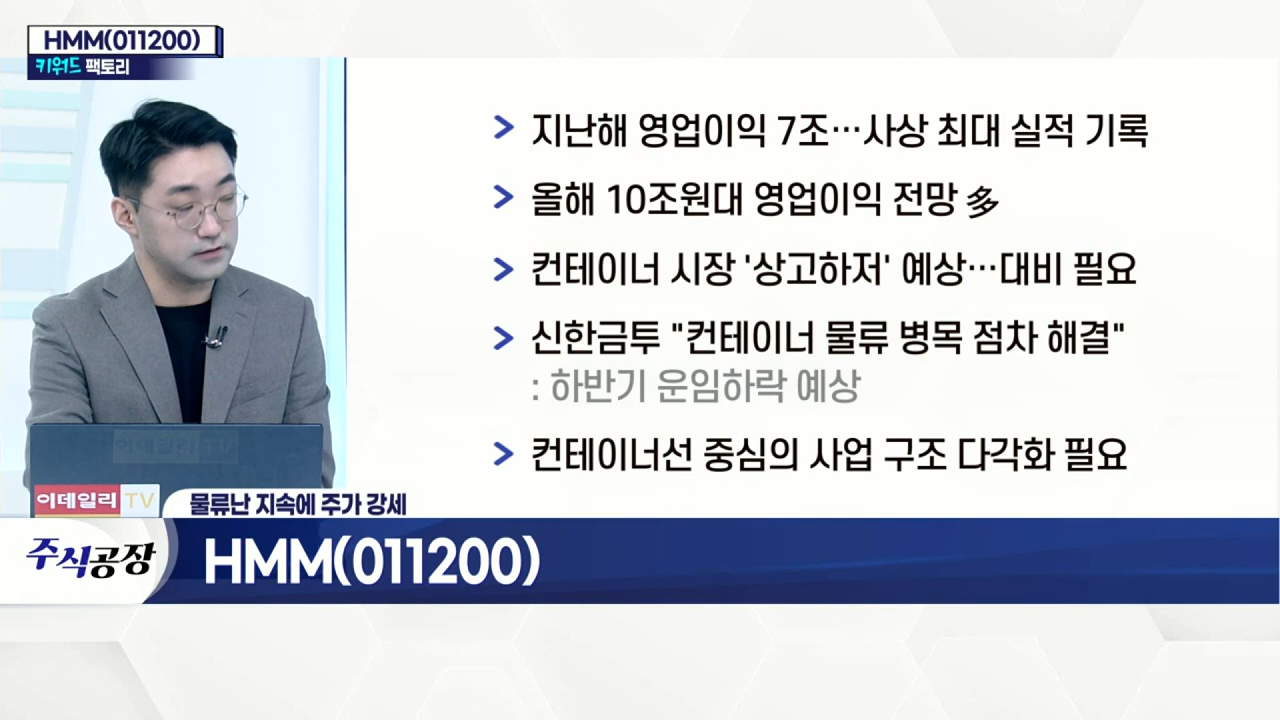 HMM(011200)
키워드 팩토리
> 지난해 영업이익 7조…사상 최대 실적 기록
> 올해 10조원대 영업이익 전망 多
> 컨테이너 시장 '상고하저' 예상…대비 필요
> 신한금투 "컨테이너 물류 병목 점차 해결"
: 하반기 운임하락 예상
> 컨테이너선 중심의 사업 구조 다각화 필요
이데일리 TV
이데일리 TV
물류난 지속에 주가 강세
주식공장
HMM(011200)